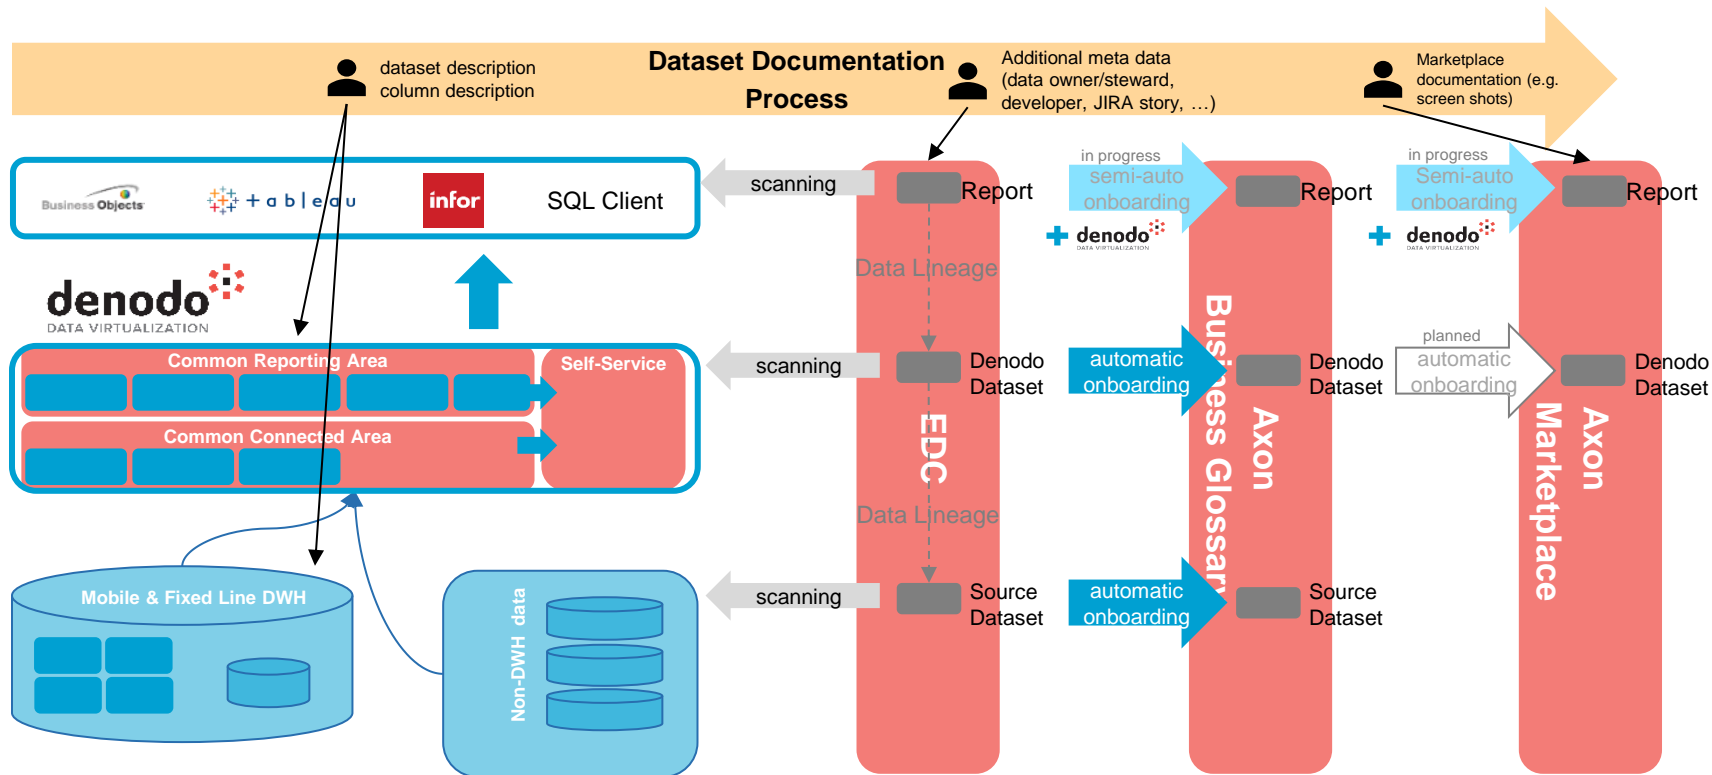 dataset description
column description
Dataset Documentation
Process
Additional meta data
(data owner/steward,
developer, JIRA story, …)
Marketplace
documentation (e.g.
screen shots)
Business Objects
+ableau
infor
SQL Client
scanning
Report
in progress
semi-auto
onboarding
Report
in progress
Semi-auto
onboarding
Report
denodo
DATA VIRTUALIZATION
denodo
DATA VIRTUALIZATION
denodo
DATA VIRTUALIZATION
Data Lineage
Common Reporting Area
Self-Service
Common Connected Area
scanning
Denodo
Dataset
automatic
onboarding
Denodo
Dataset
planned
automatic
onboarding
Denodo
Dataset
EDC
Axon
Business Glossary
Axon
Marketplace
Data Lineage
Mobile & Fixed Line DWH
Non-DWH data
scanning
Source
Dataset
automatic
onboarding
Source
Dataset